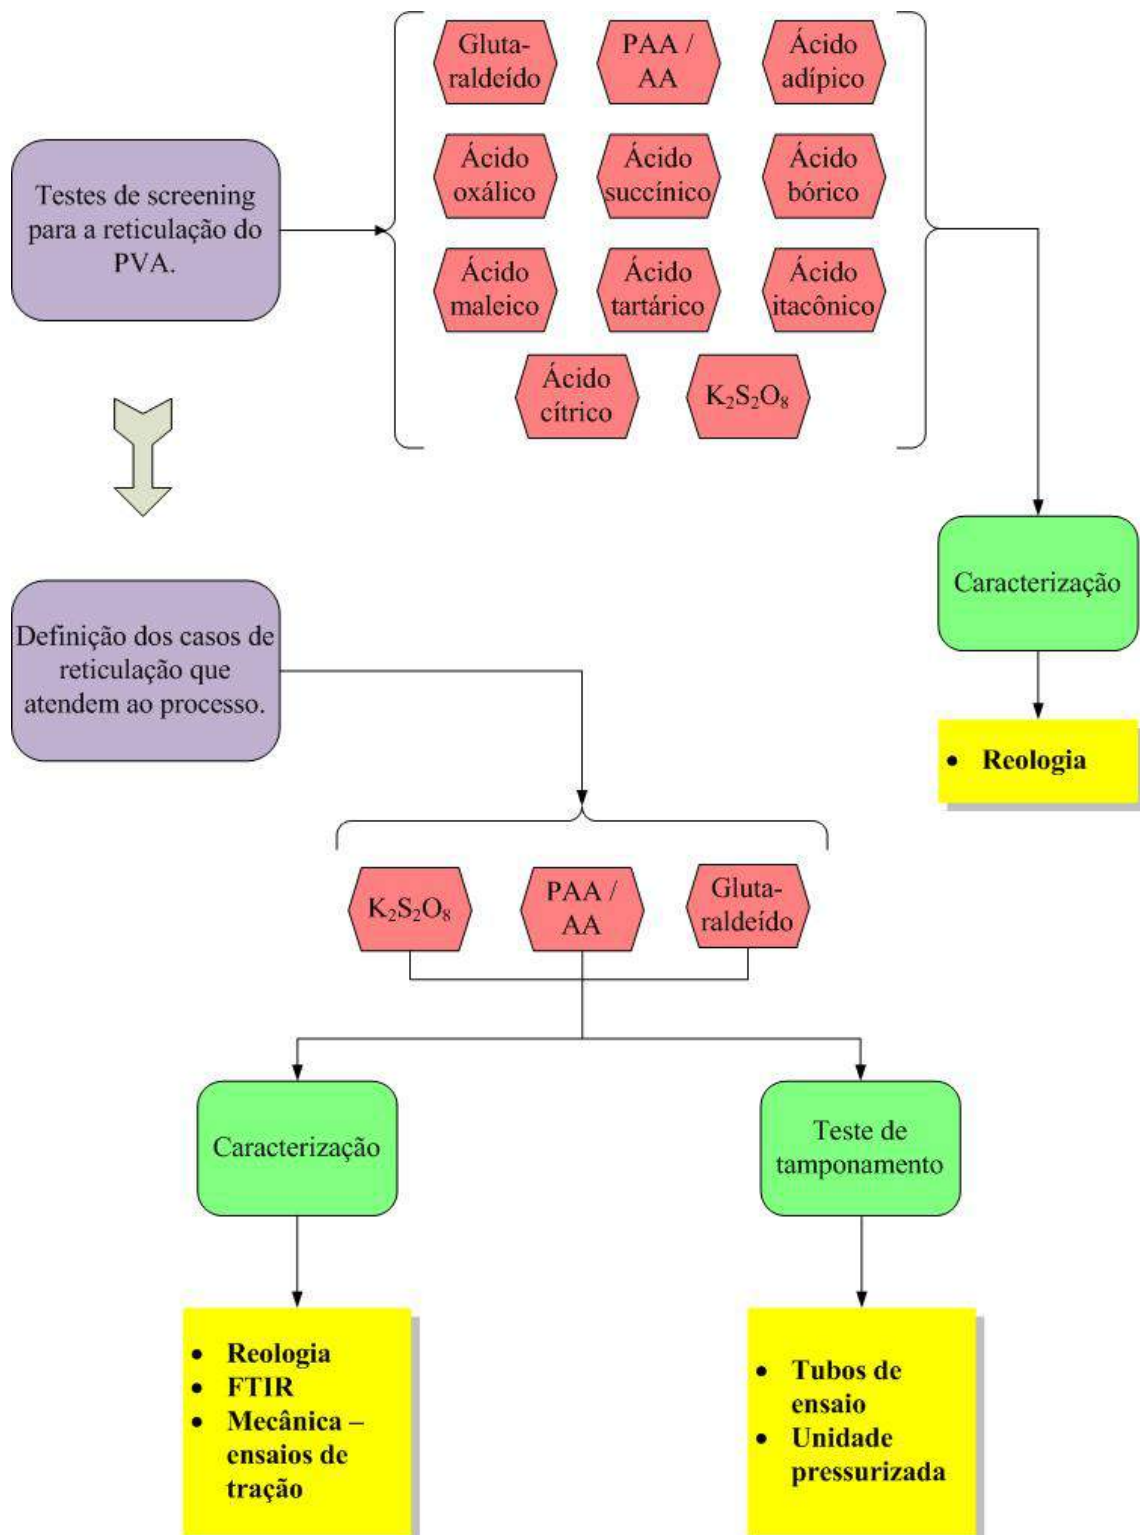 Gluta-
raldeído
PAA /
AA
Ácido
adípico
Testes de screening
para a reticulação do
PVA.
Ácido
oxálico
Ácido
succínico
Ácido
bórico
Ácido
maleico
Ácido
tartárico
Ácido
itacônico
Ácido
cítrico
K₂S₂O₈
Caracterização
• Reologia
Definição dos casos de
reticulação que
atendem ao processo.
K₂S₂O₈
PAA /
AA
Gluta-
raldeído
Caracterização
Teste de
tamponamento
• Reologia
• FTIR
• Mecânica –
ensaios de
tração
• Tubos de
ensaio
• Unidade
pressurizada